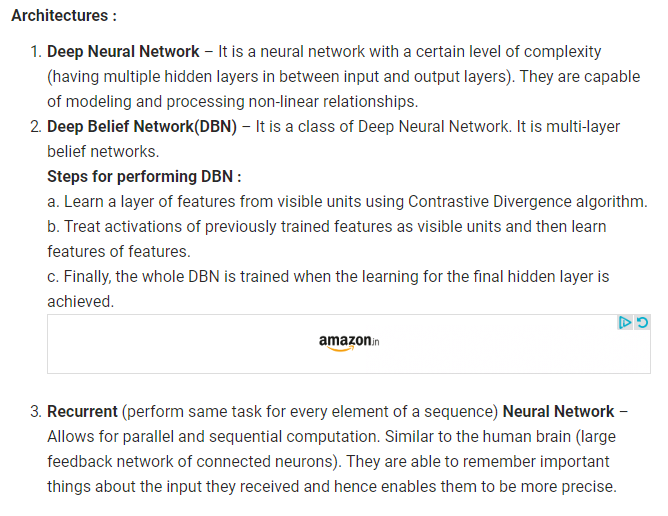 Architectures :
1. Deep Neural Network – It is a neural network with a certain level of complexity
(having multiple hidden layers in between input and output layers). They are capable
of modeling and processing non-linear relationships.
2. Deep Belief Network(DBN) – It is a class of Deep Neural Network. It is multi-layer
belief networks.
Steps for performing DBN :
a. Learn a layer of features from visible units using Contrastive Divergence algorithm.
b. Treat activations of previously trained features as visible units and then learn
features of features.
c. Finally, the whole DBN is trained when the learning for the final hidden layer is
achieved.
amazon.in
3. Recurrent (perform same task for every element of a sequence) Neural Network –
Allows for parallel and sequential computation. Similar to the human brain (large
feedback network of connected neurons). They are able to remember important
things about the input they received and hence enables them to be more precise.